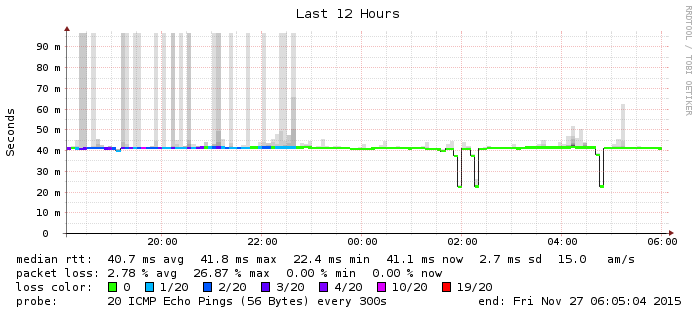 Last 12 Hours
RRDTOOL / TOBI OETIKER
Seconds
90 m
80 m
70 m
60 m
50 m
40 m
30 m
20 m
10 m
0
20:00 22:00 00:00 02:00 04:00 06:00
median rtt: 40.7 ms avg 41.8 ms max 22.4 ms min 41.1 ms now 2.7 ms sd 15.0 am/s
packet loss: 2.78 % avg 26.87 % max 0.00 % min 0.00 % now
loss color: 0 1/20 2/20 3/20 4/20 10/20 19/20
probe: 20 ICMP Echo Pings (56 Bytes) every 300s end: Fri Nov 27 06:05:04 2015